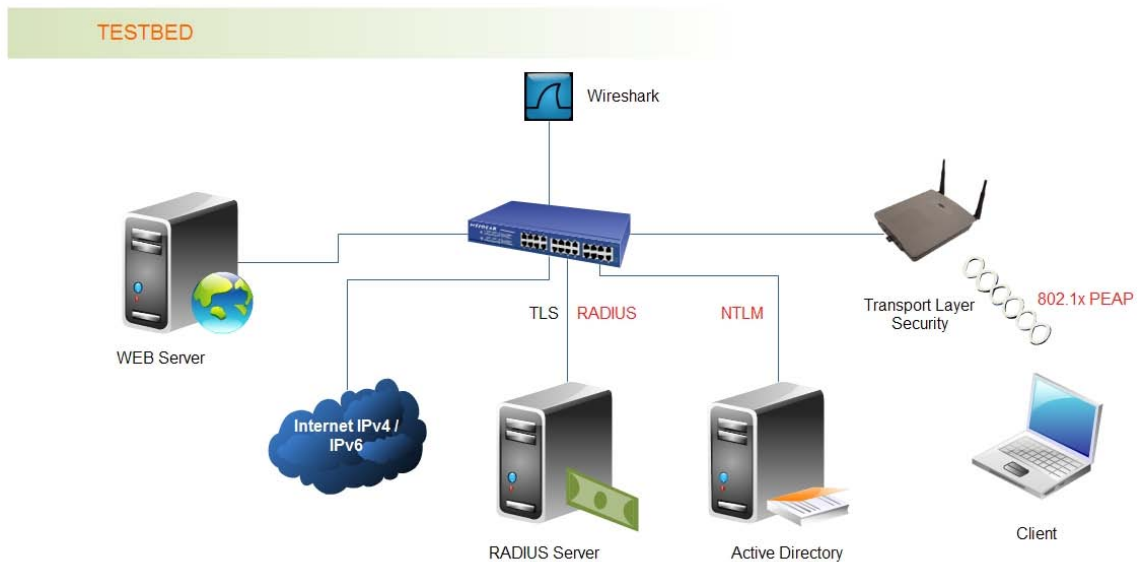 TESTBED
Wireshark
NETGEAR
TLS
RADIUS
NTLM
Transport Layer
Security
802.1x PEAP
WEB Server
Internet IPv4 /
IPv6
RADIUS Server
Active Directory
Client